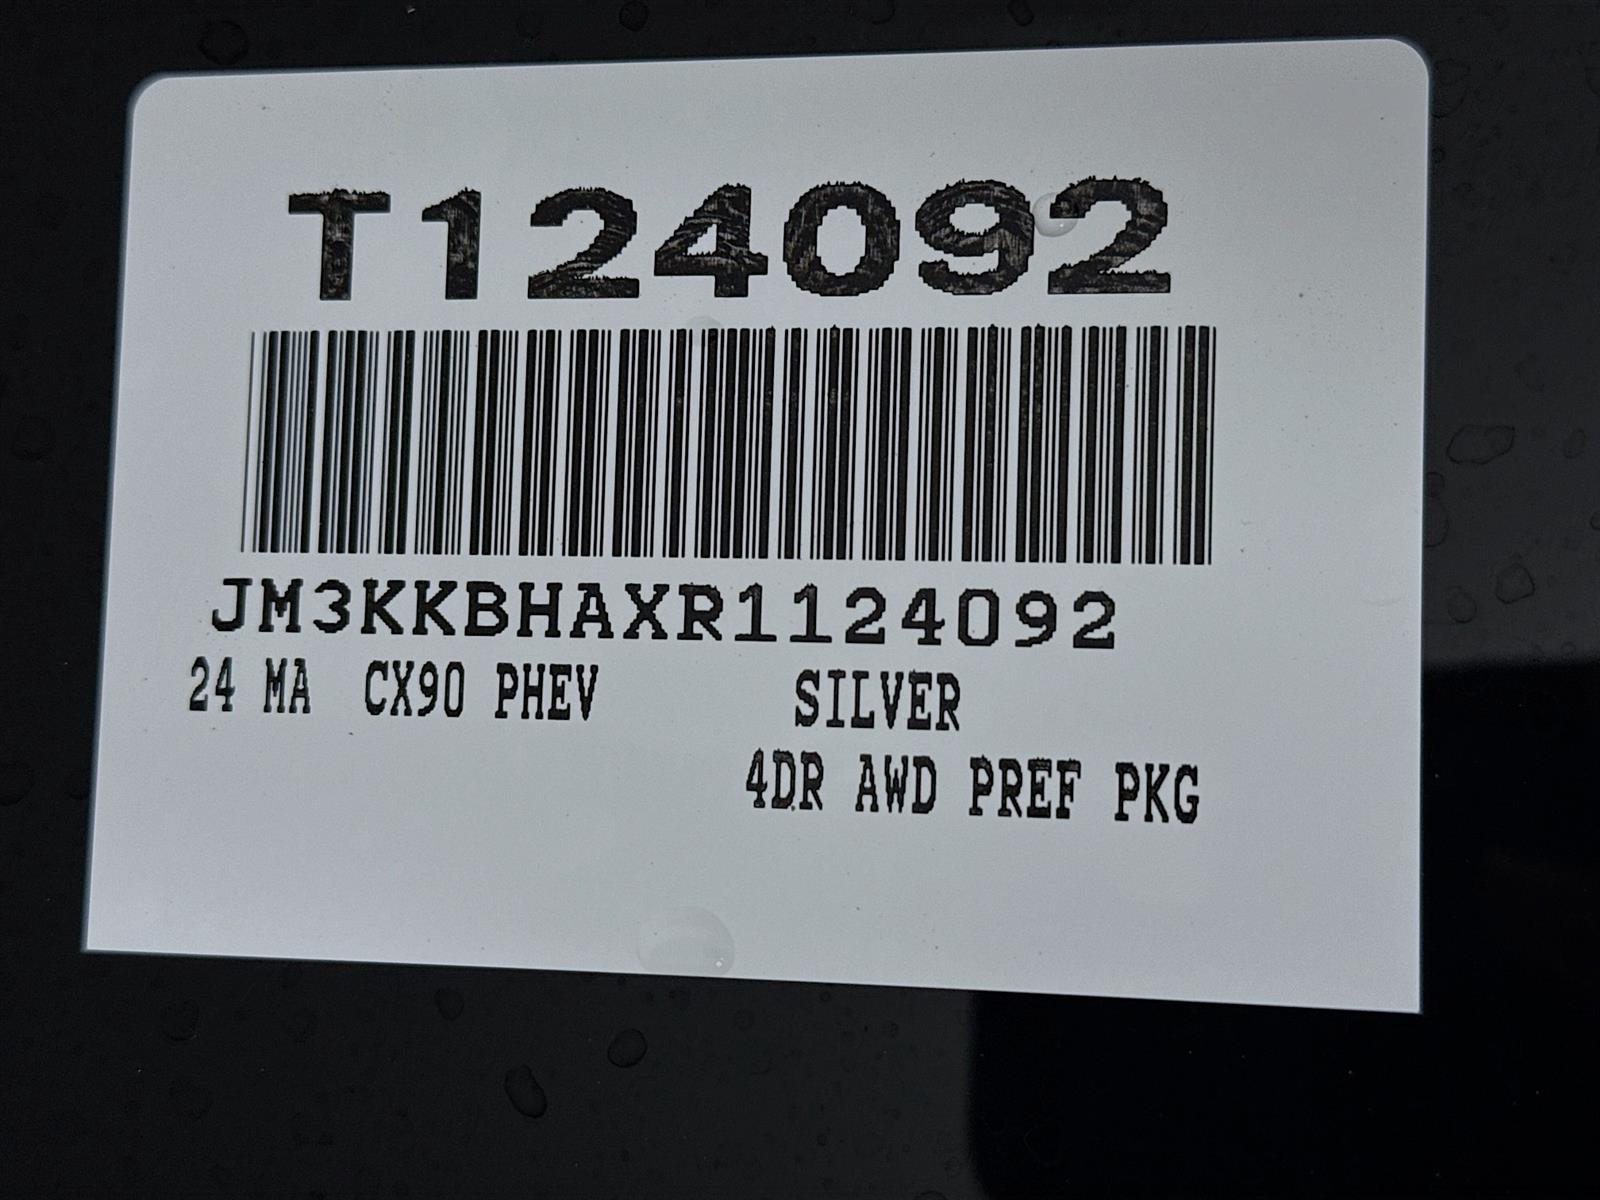 T124092
JM3KKBHAXR1124092
24 MA CX90 PHEV SILVER
4DR AWD PREF PKG